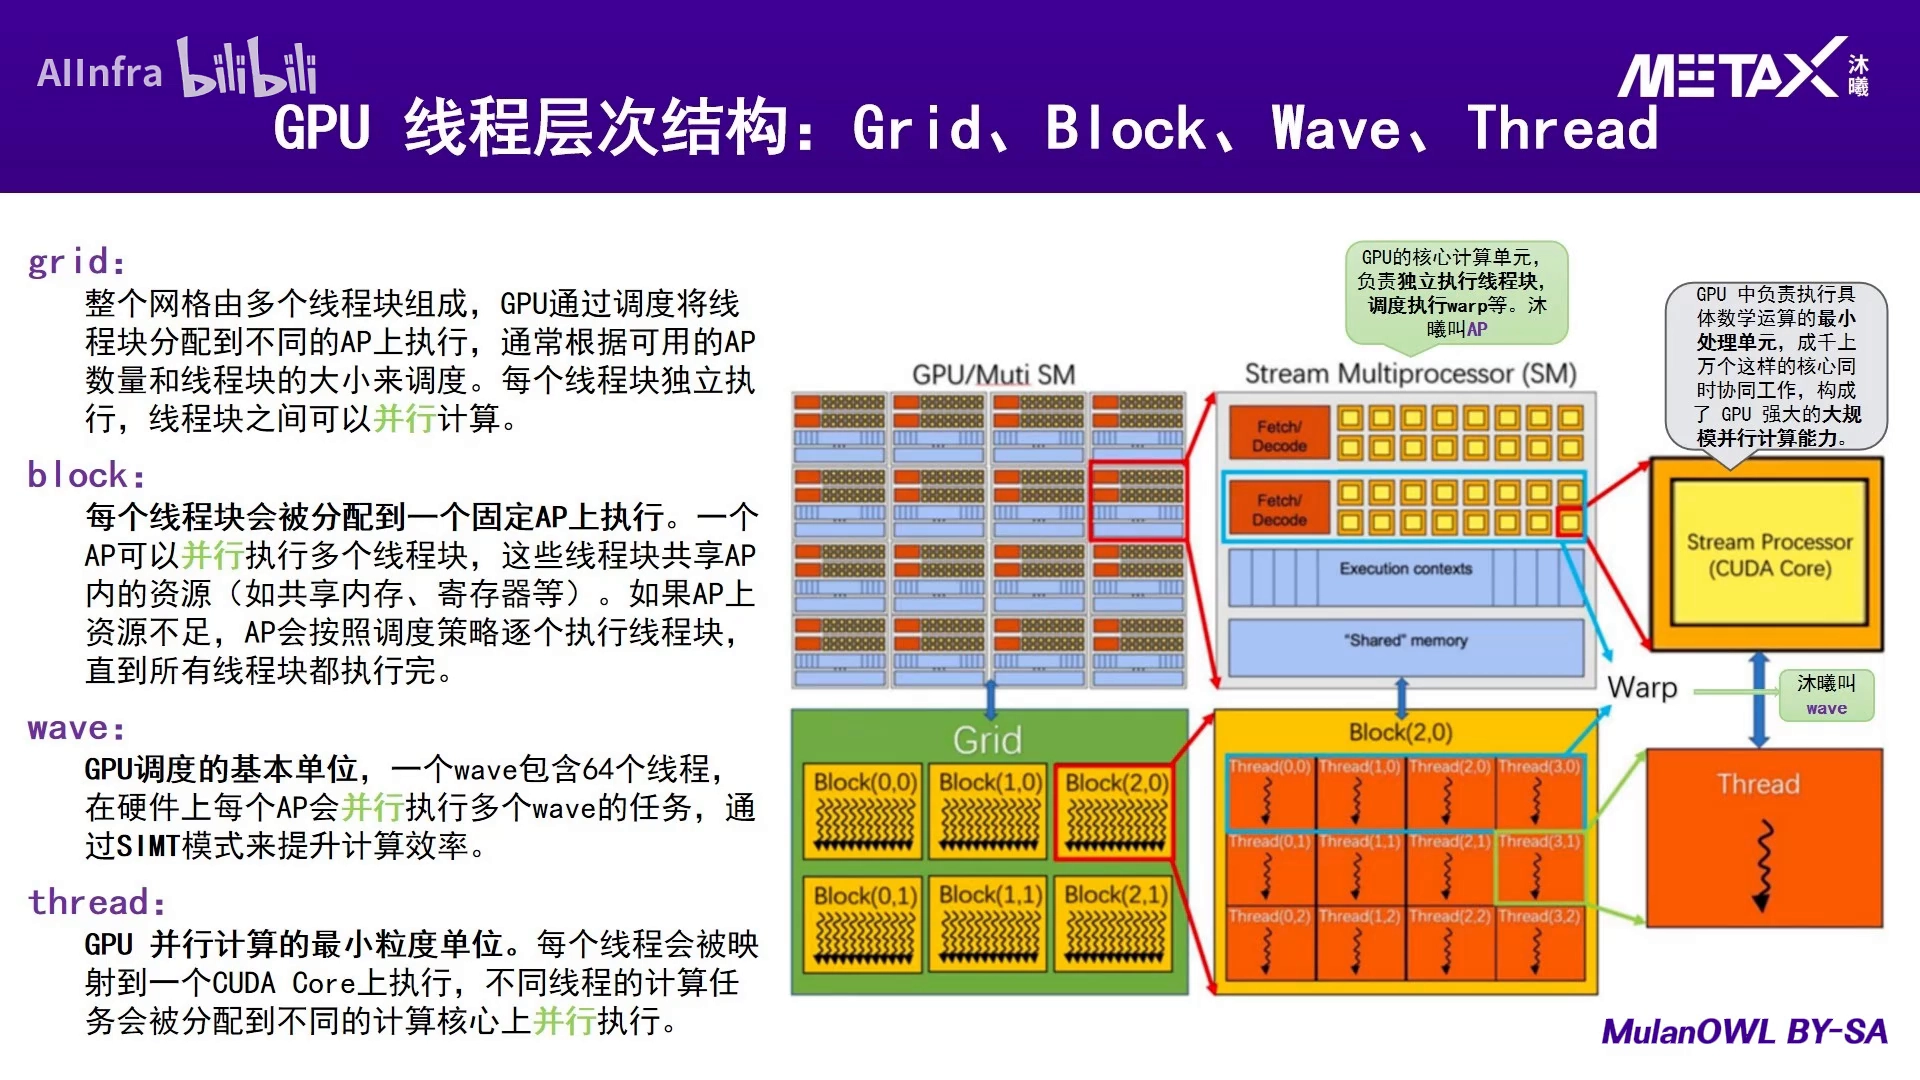 AIInfra bilibili
METAX 沐曦
GPU 线程层次结构：Grid、Block、Wave、Thread
grid：
整个网格由多个线程块组成，GPU通过调度将线
程块分配到不同的AP上执行，通常根据可用的AP
数量和线程块的大小来调度。每个线程块独立执
行，线程块之间可以并行计算。
block：
每个线程块会被分配到一个固定AP上执行。一个
AP可以并行执行多个线程块，这些线程块共享AP
内的资源（如共享内存、寄存器等）。如果AP上
资源不足，AP会按照调度策略逐个执行线程块，
直到所有线程块都执行完。
wave：
GPU调度的基本单位，一个wave包含64个线程，
在硬件上每个AP会并行执行多个wave的任务，通
过SIMT模式来提升计算效率。
thread：
GPU 并行计算的最小粒度单位。每个线程会被映
射到一个CUDA Core上执行，不同线程的计算任
务会被分配到不同的计算核心上并行执行。
GPU的核心计算单元，
负责独立执行线程块，
调度执行warp等。沐
曦叫AP
GPU 中负责执行具
体数学运算的最小
处理单元，成千上
万个这样的核心同
时协同工作，构成
了 GPU 强大的大规
模并行计算能力。
GPU/Muti SM
Stream Multiprocessor (SM)
Fetch/
Decode
Fetch/
Decode
Execution contexts
"Shared" memory
Stream Processor
(CUDA Core)
Warp
沐曦叫
wave
Grid
Block(0,0) Block(1,0) Block(2,0)
Block(0,1) Block(1,1) Block(2,1)
Block(2,0)
Thread(0,0) Thread(1,0) Thread(2,0) Thread(3,0)
Thread(0,1) Thread(1,1) Thread(2,1) Thread(3,1)
Thread(0,2) Thread(1,2) Thread(2,2) Thread(3,2)
Thread
MulanOWL BY-SA